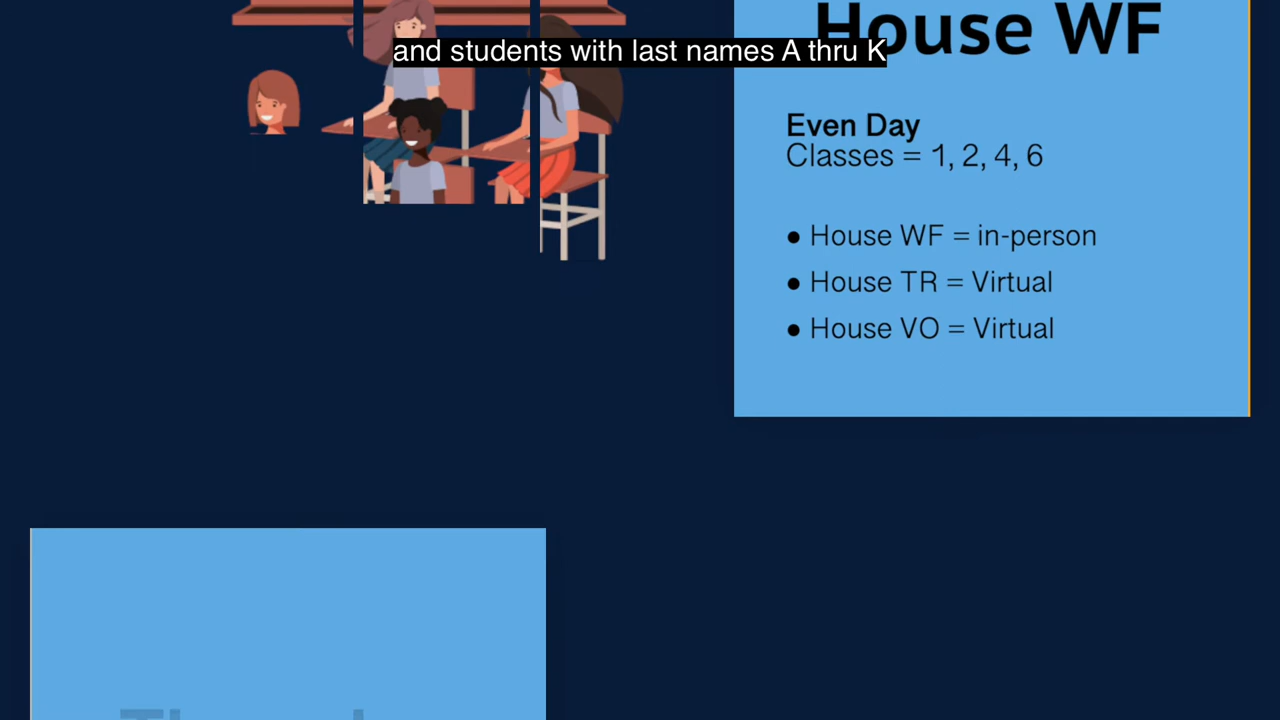 House WF
and students with last names A thru K
Even Day
Classes = 1, 2, 4, 6
● House WF = in-person
● House TR = Virtual
● House VO = Virtual